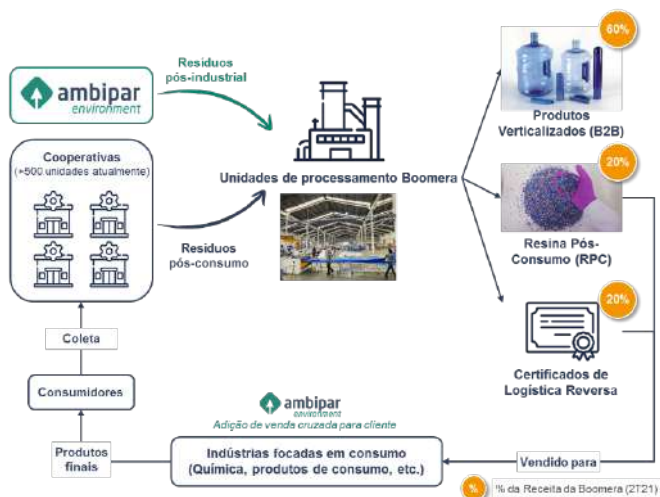 ambipar
environment
Resíduos
pós-industrial
60%
Produtos
Verticalizados (B2B)
Cooperativas
(+500 unidades atualmente)
Unidades de processamento Boomera
Resíduos
pós-consumo
20%
Resina Pós-
Consumo (RPC)
20%
Certificados de
Logística Reversa
Coleta
Consumidores
Produtos
finais
ambipar
environment
Adição de venda cruzada para cliente
Indústrias focadas em consumo
(Química, produtos de consumo, etc.)
Vendido para
% % da Receita da Boomera (2T21)